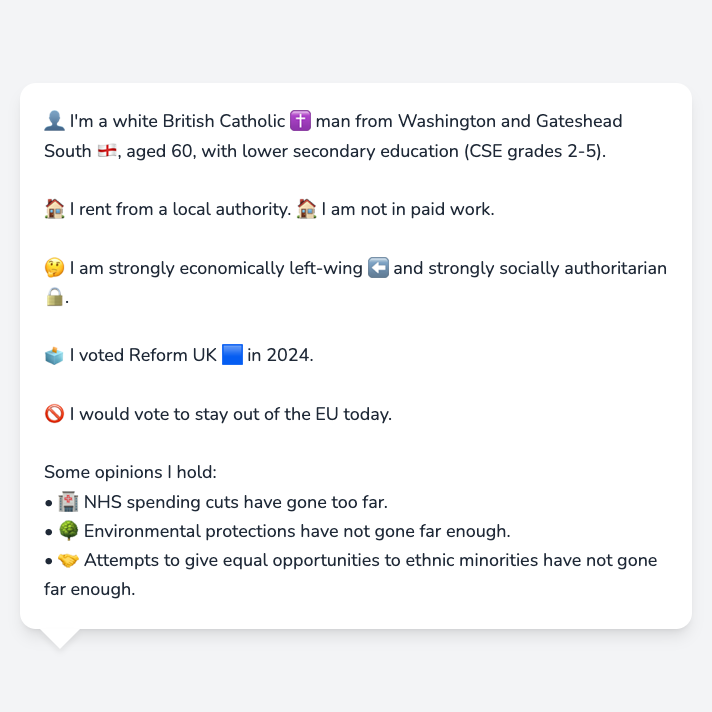 👤 I'm a white British Catholic ✝️ man from Washington and Gateshead
South 🏴󠁧󠁢󠁥󠁮󠁧󠁿, aged 60, with lower secondary education (CSE grades 2-5).
🏠 I rent from a local authority. 🏠 I am not in paid work.
🤔 I am strongly economically left-wing ⬅️ and strongly socially authoritarian
🔒.
🗳️ I voted Reform UK 🟦 in 2024.
🚫 I would vote to stay out of the EU today.
Some opinions I hold:
• 🏥 NHS spending cuts have gone too far.
• 🌳 Environmental protections have not gone far enough.
• 🤝 Attempts to give equal opportunities to ethnic minorities have not gone
far enough.